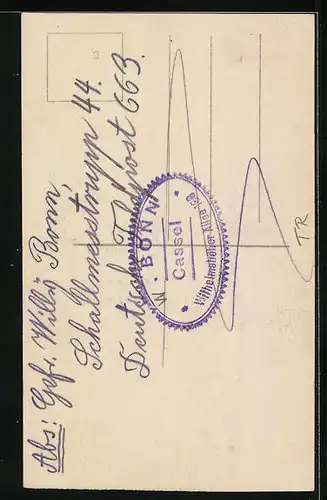 Abs: Gefr. Willy Bonn,
Schallmesstrupp 44.
Deutsche Feldpost 663.
BONN
Cassel
Wilhelmshöher Allee
TR